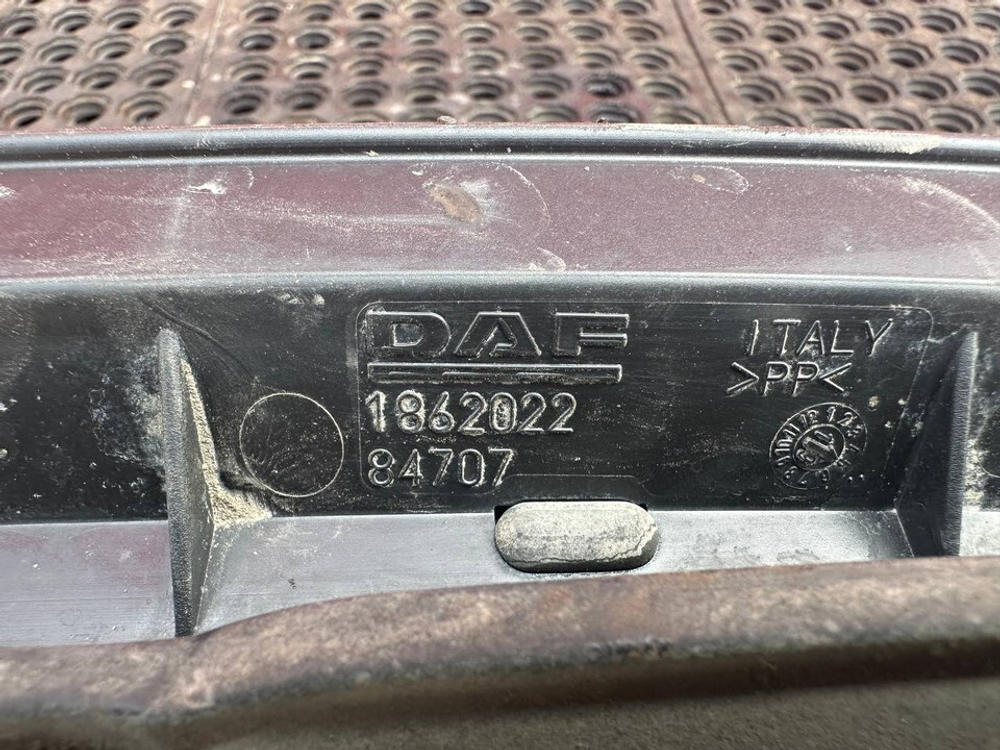 DAF
1862022
84707
ITALY
>PP<